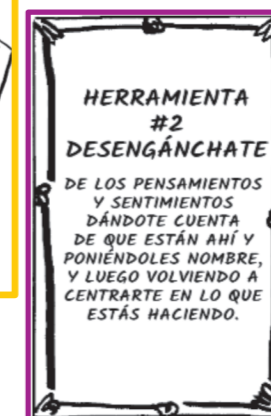 HERRAMIENTA
#2
DESENGÁNCHATE
DE LOS PENSAMIENTOS
Y SENTIMIENTOS
DÁNDOTE CUENTA
DE QUE ESTÁN AHÍ Y
PONIÉNDOLES NOMBRE,
Y LUEGO VOLVIENDO A
CENTRARTE EN LO QUE
ESTÁS HACIENDO.